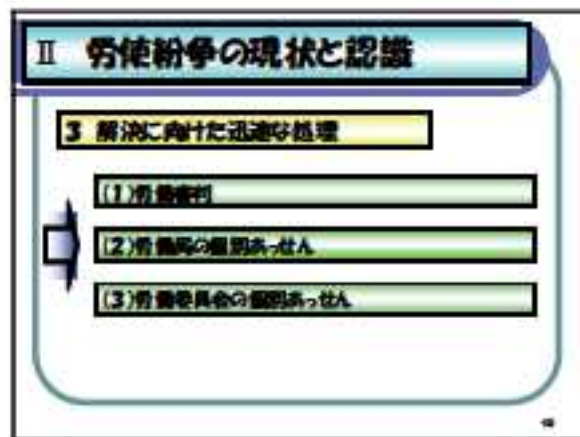 Ⅱ 労使紛争の現状と認識
3 解決に向けた迅速な処理
(1)労働審判
(2)労働局の個別あっせん
(3)労働委員会の個別あっせん